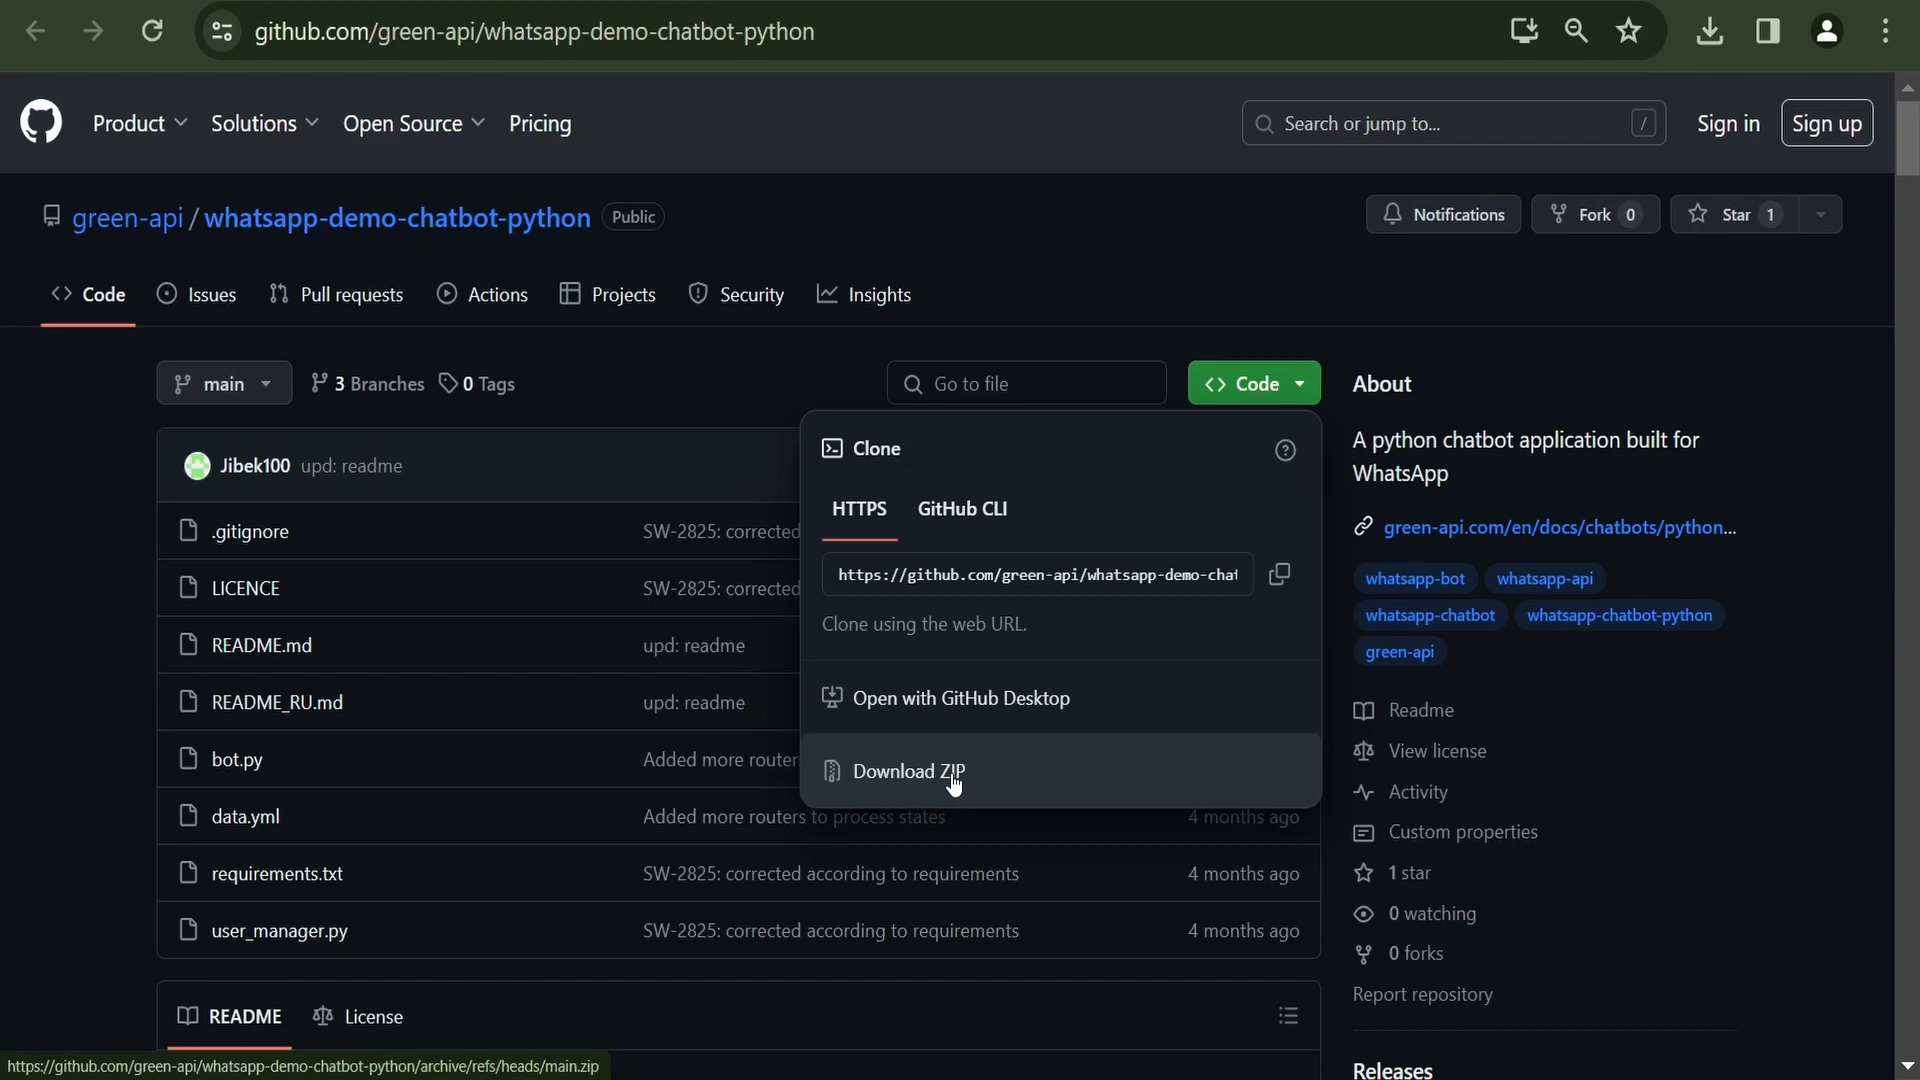 github.com/green-api/whatsapp-demo-chatbot-python
Product Solutions Open Source Pricing
Search or jump to... /
Sign in Sign up
green-api / whatsapp-demo-chatbot-python Public
Notifications Fork 0 Star 1
Code Issues Pull requests Actions Projects Security Insights
main 3 Branches 0 Tags
Go to file
<> Code
Jibek100 upd: readme
.gitignore SW-2825: corrected
LICENCE SW-2825: corrected
README.md upd: readme
README_RU.md upd: readme
bot.py Added more router
data.yml Added more routers to process states 4 months ago
requirements.txt SW-2825: corrected according to requirements 4 months ago
user_manager.py SW-2825: corrected according to requirements 4 months ago
Clone
HTTPS GitHub CLI
https://github.com/green-api/whatsapp-demo-chat
Clone using the web URL.
Open with GitHub Desktop
Download ZIP
README License
About
A python chatbot application built for
WhatsApp
green-api.com/en/docs/chatbots/python...
whatsapp-bot whatsapp-api
whatsapp-chatbot whatsapp-chatbot-python
green-api
Readme
View license
Activity
Custom properties
1 star
0 watching
0 forks
Report repository
Releases
https://github.com/green-api/whatsapp-demo-chatbot-python/archive/refs/heads/main.zip